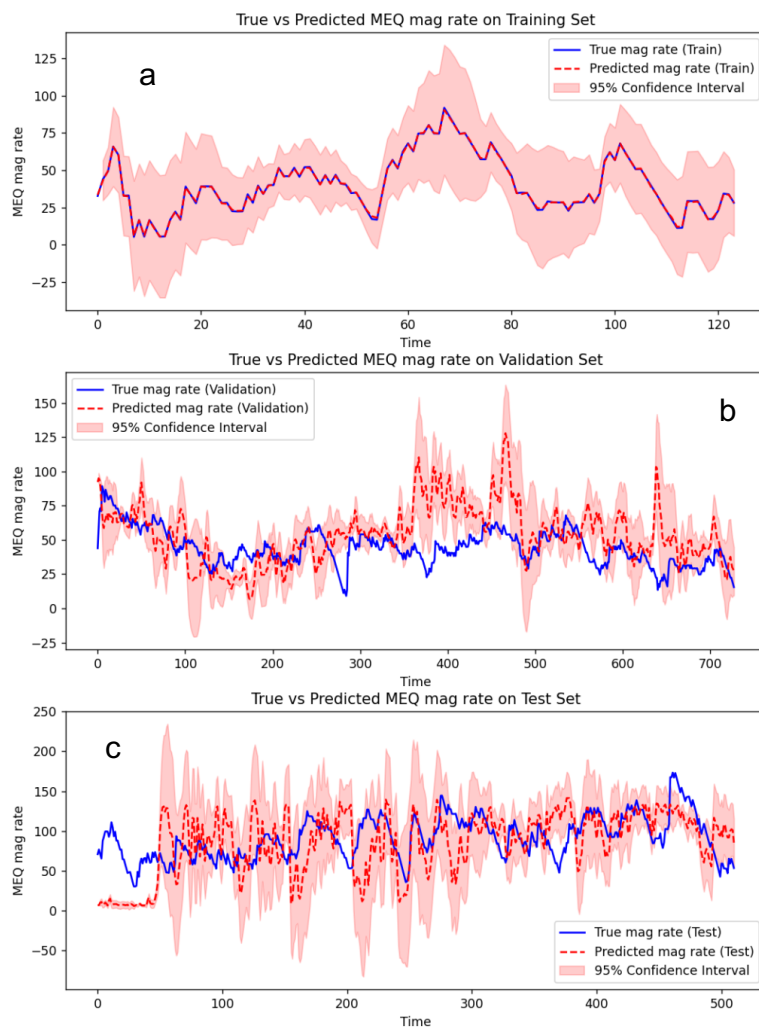 True vs Predicted MEQ mag rate on Training Set
a
True mag rate (Train)
Predicted mag rate (Train)
95% Confidence Interval
MEQ mag rate
125
100
75
50
25
0
−25
0 20 40 60 80 100 120
Time
True vs Predicted MEQ mag rate on Validation Set
True mag rate (Validation)
Predicted mag rate (Validation)
95% Confidence Interval
b
MEQ mag rate
150
125
100
75
50
25
0
−25
0 100 200 300 400 500 600 700
Time
True vs Predicted MEQ mag rate on Test Set
c
MEQ mag rate
250
200
150
100
50
0
−50
True mag rate (Test)
Predicted mag rate (Test)
95% Confidence Interval
0 100 200 300 400 500
Time